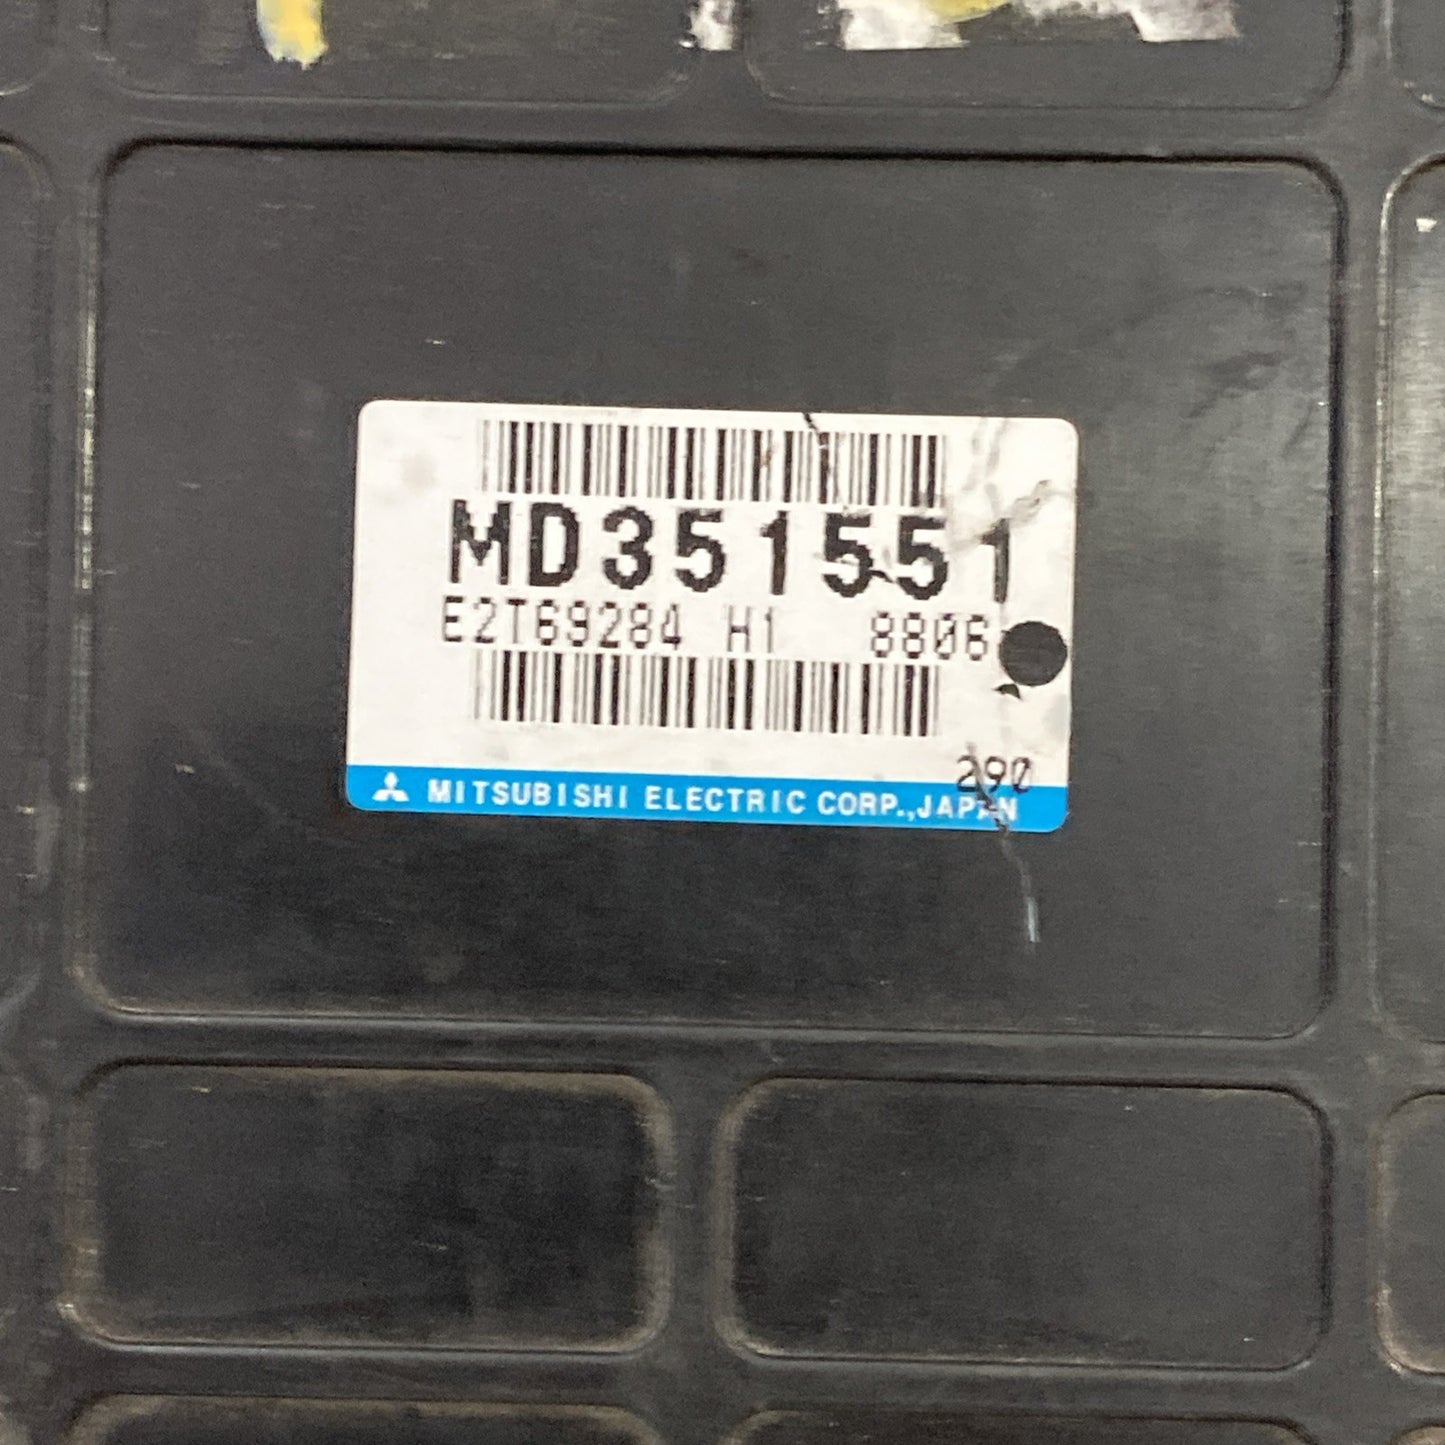 MD351551
E2T69284 H1 8806
290
MITSUBISHI ELECTRIC CORP.,JAPAN